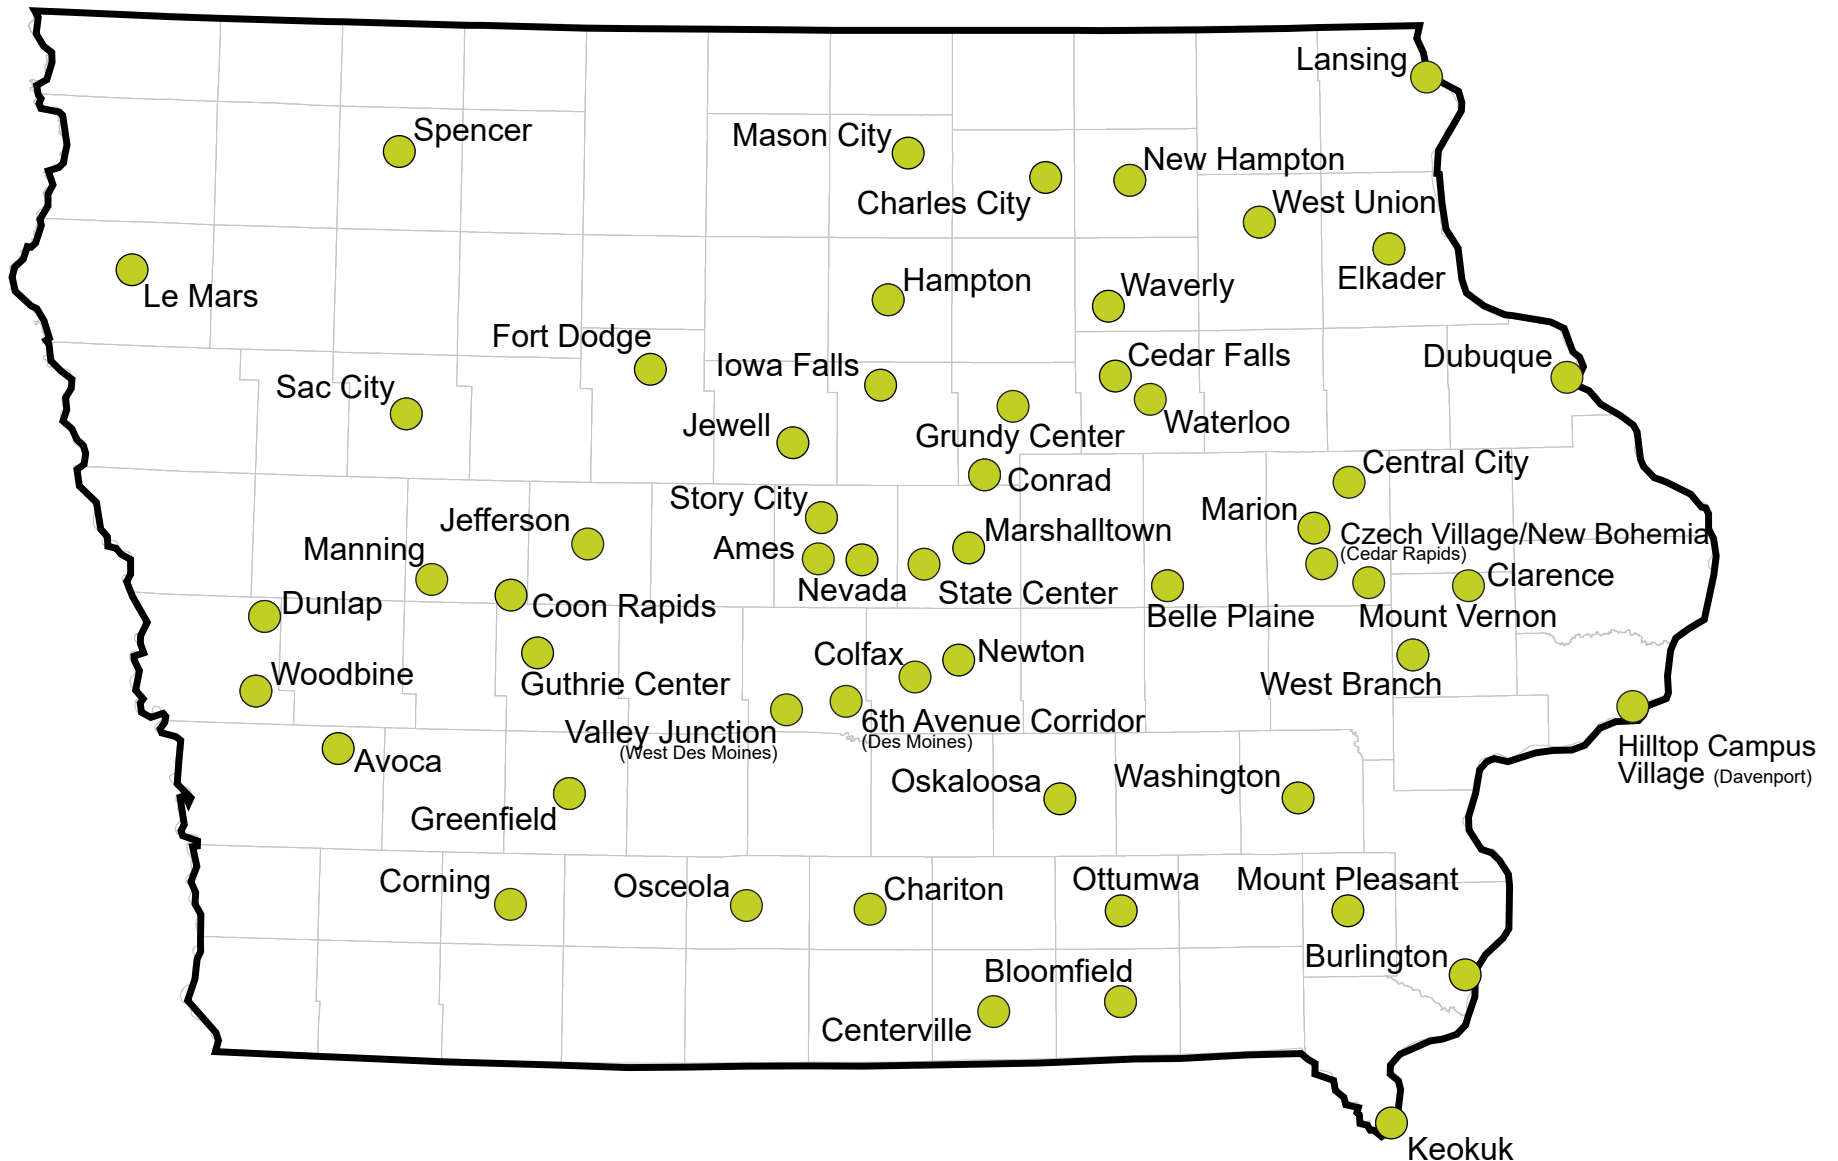 Lansing
Spencer
Mason City
New Hampton
Charles City
West Union
Elkader
Le Mars
Hampton
Waverly
Fort Dodge
Iowa Falls
Cedar Falls
Dubuque
Sac City
Jewell
Waterloo
Grundy Center
Central City
Conrad
Story City
Marion
Jefferson
Marshalltown
Czech Village/New Bohemia
(Cedar Rapids)
Manning
Ames
Nevada
State Center
Clarence
Dunlap
Coon Rapids
Belle Plaine
Mount Vernon
Colfax
Newton
Woodbine
Guthrie Center
West Branch
Valley Junction
(West Des Moines)
6th Avenue Corridor
(Des Moines)
Hilltop Campus
Village (Davenport)
Avoca
Oskaloosa
Washington
Greenfield
Corning
Osceola
Chariton
Ottumwa
Mount Pleasant
Burlington
Bloomfield
Centerville
Keokuk